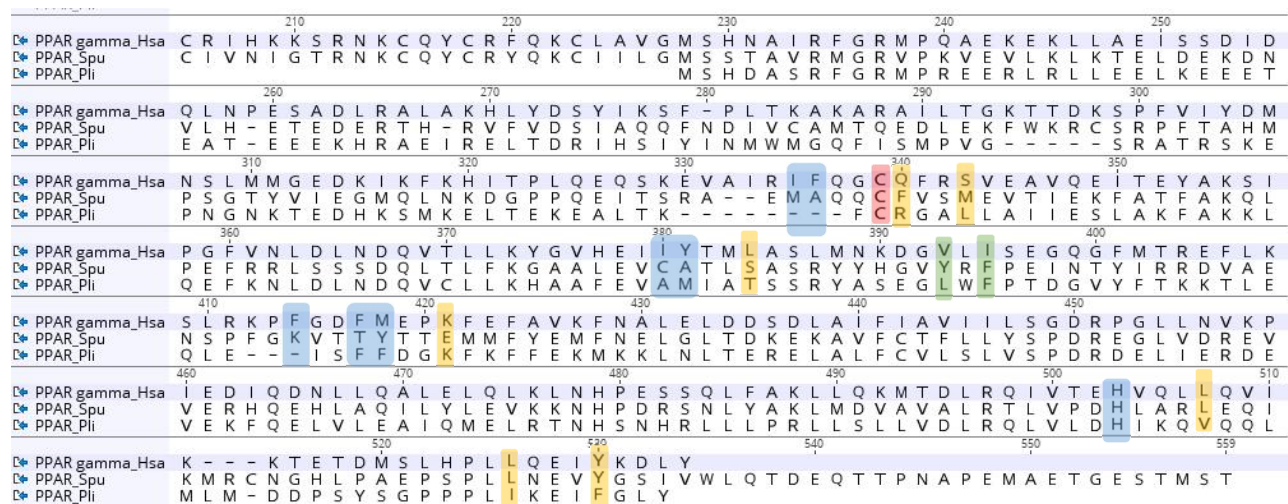 210 220 230 240 250
PPAR gamma_Hsa C R I H K K S R N K C Q Y C R F Q K C L A V G M S H N A I R F G R M P Q A E K E K L L A E I S S D I D
PPAR_Spu C I V N I G T R N K C Q Y C R Y Q K C I I L G M S S T A V R M G R V P K V E V L K L K T E L D E K D N
PPAR_Pli M S H D A S R F G R M P R E E R L R L L E E L K E E E T
260 270 280 290 300
PPAR gamma_Hsa Q L N P E S A D L R A L A K H L Y D S Y I K S F - P L T K A K A R A I L T G K T T D K S P F V I Y D M
PPAR_Spu V L H - E T E D E R T H - R V F V D S I A Q Q F N D I V C A M T Q E D L E K F W K R C S R P F T A H M
PPAR_Pli E A T - E E E K H R A E I R E L T D R I H S I Y I N M W M G Q F I S M P V G - - - - - S R A T R S K E
310 320 330 340 350
PPAR gamma_Hsa N S L M M G E D K I K F K H I T P L Q E Q S K E V A I R I F Q G C Q F R S V E A V Q E I T E Y A K S I
PPAR_Spu P S G T Y V I E G M Q L N K D G P P Q E I T S R A - - E M A Q Q C F V S M E V T I E K F A T F A K Q L
PPAR_Pli P N G N K T E D H K S M K E L T E K E A L T K - - - - - - - - F C R G A L L A I I E S L A K F A K K L
360 370 380 390 400
PPAR gamma_Hsa P G F V N L D L N D Q V T L L K Y G V H E I I Y T M L A S L M N K D G V L I S E G Q G F M T R E F L K
PPAR_Spu P E F R R L S S S D Q L T L F K G A A L E V C A T L S A S R Y Y H G V Y R F P E I N T Y I R R D V A E
PPAR_Pli Q E F K N L D L N D Q V C L L K H A A F E V A M I A T S S R Y A S E G L W F P T D G V Y F T K K T L E
410 420 430 440 450
PPAR gamma_Hsa S L R K P F G D F M E P K F E F A V K F N A L E L D D S D L A I F I A V I I L S G D R P G L L N V K P
PPAR_Spu N S P F G K V T T Y T T E M M F Y E M F N E L G L T D K E K A V F C T F L L Y S P D R E G L V D R E V
PPAR_Pli Q L E - - I S F F D G K F K F F E K M K K L N L T E R E L A L F C V L S L V S P D R D E L I E R D E
460 470 480 490 500 510
PPAR gamma_Hsa I E D I Q D N L L Q A L E L Q L K L N H P E S S Q L F A K L L Q K M T D L R Q I V T E H V Q L L Q V I
PPAR_Spu V E R H Q E H L A Q I L Y L E V K K N H P D R S N L Y A K L M D V A V A L R T L V P D H L A R L E Q I
PPAR_Pli V E K F Q E L V L E A I Q M E L R T N H S N H R L L L P R L L S L L V D L R Q L V L D H I K Q V Q Q L
520 530 540 550 559
PPAR gamma_Hsa K - - - K T E T D M S L H P L L Q E I Y K D L Y
PPAR_Spu K M R C N G H L P A E P S P L L N E V Y G S I V W L Q T D E Q T T P N A P E M A E T G E S T M S T
PPAR_Pli M L M - D D P S Y S G P P P L I K E I F G L Y